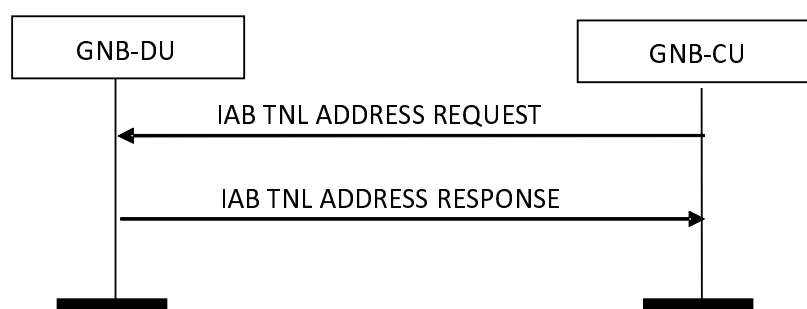 GNB-DU
GNB-CU
IAB TNL ADDRESS REQUEST
IAB TNL ADDRESS RESPONSE